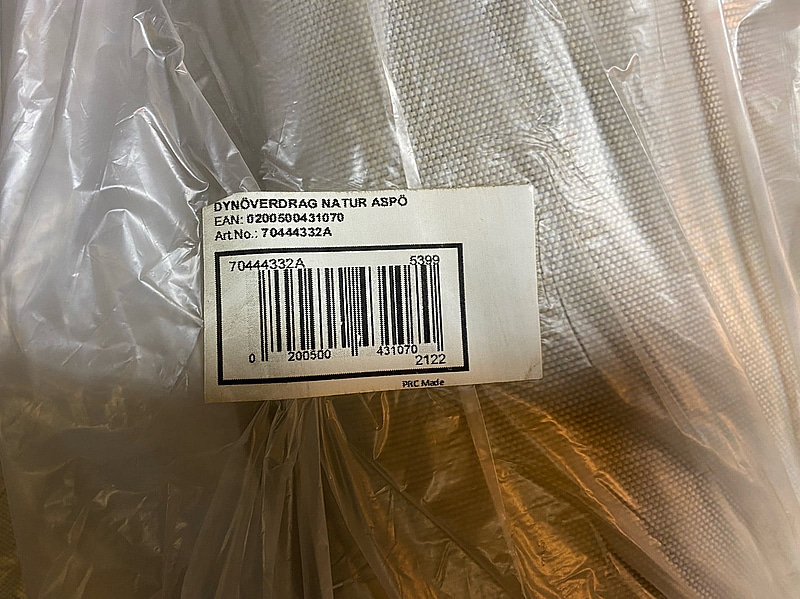 DYNÖVERDRAG NATUR ASPÖ
EAN: 0200500431070
Art.No.: 70444332A
70444332A 5399
0 200500 431070
2122
PRC Made